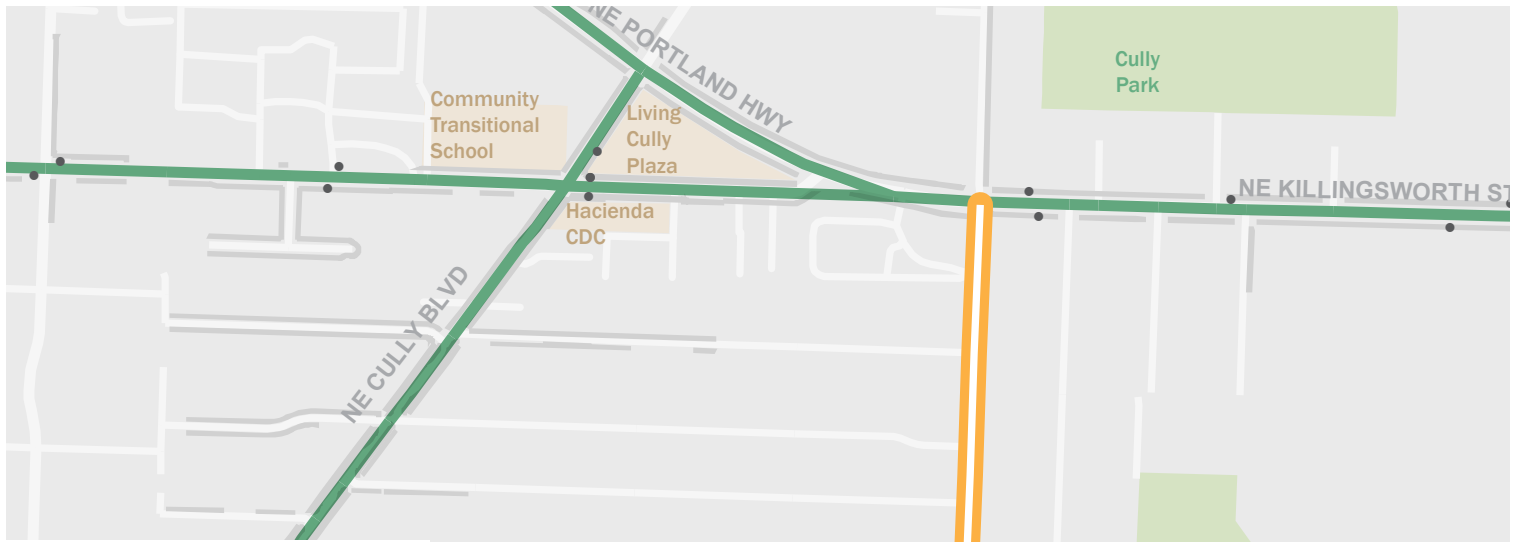 NE PORTLAND HWY
Cully
Park
Community
Transitional
School
Living
Cully
Plaza
NE KILLINGSWORTH ST
Hacienda
CDC
NE CULLY BLVD